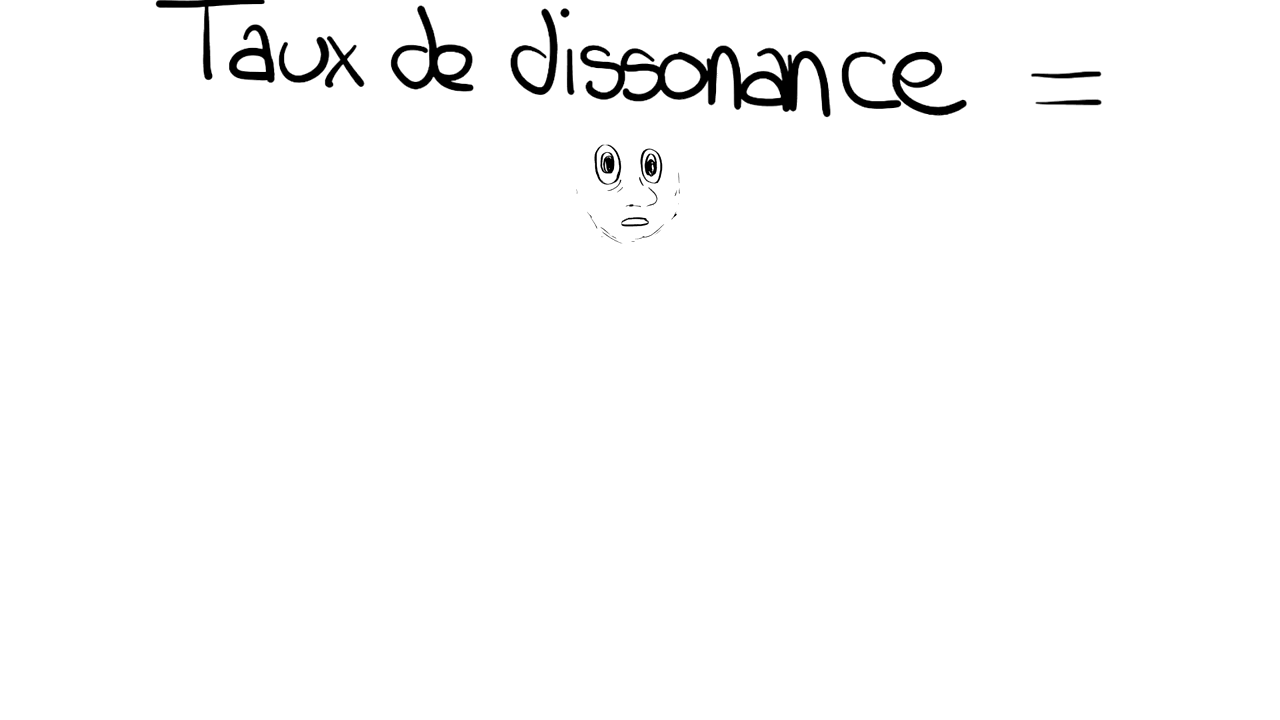 Taux de dissonance =